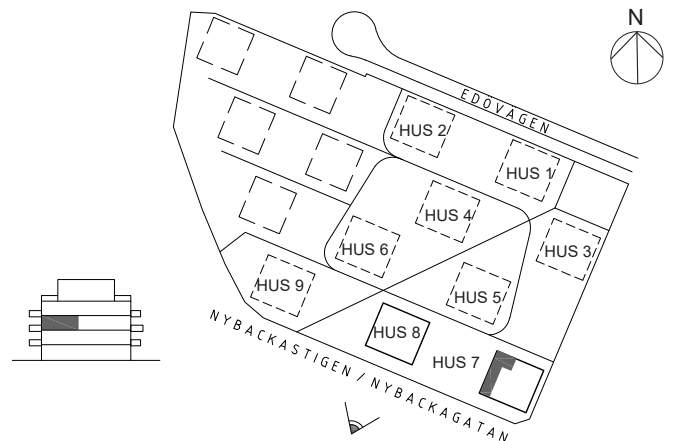 N
EDOVÄGEN
HUS 2
HUS 1
HUS 4
HUS 3
HUS 6
HUS 9
HUS 5
HUS 8
HUS 7
NYBACKASTIGEN / NYBACKAGATAN